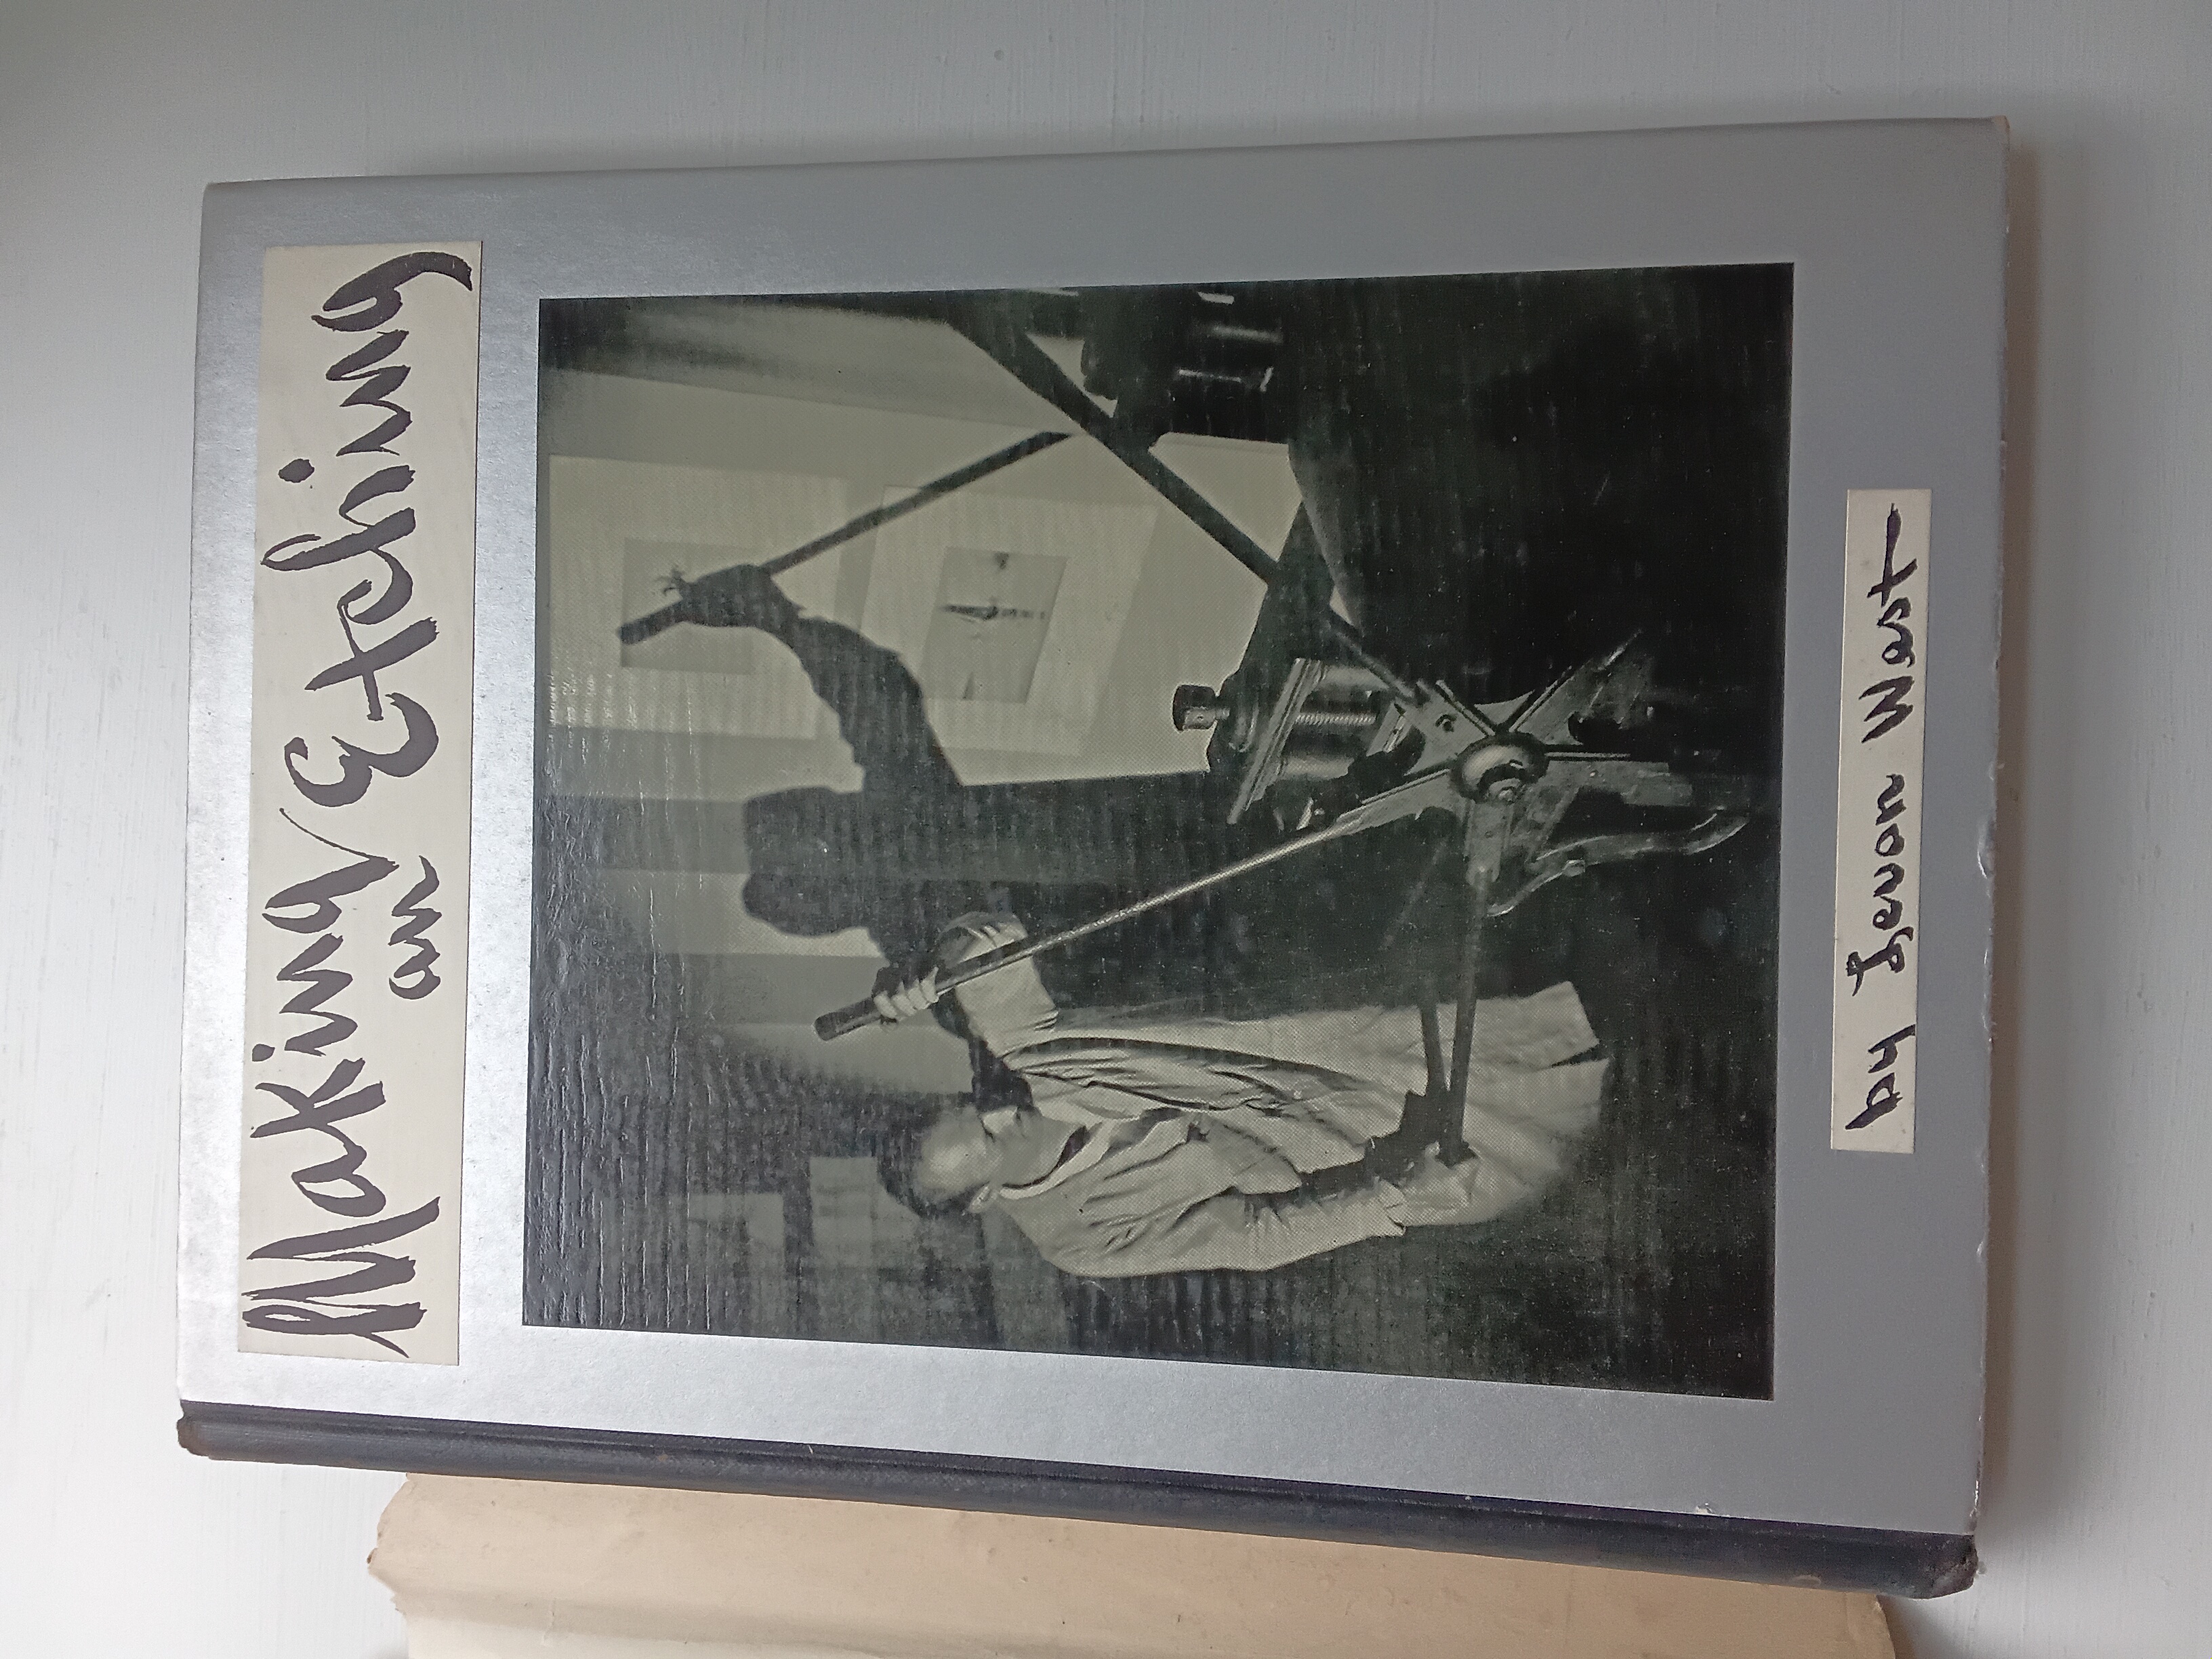 Making
an Etching
by Levon West